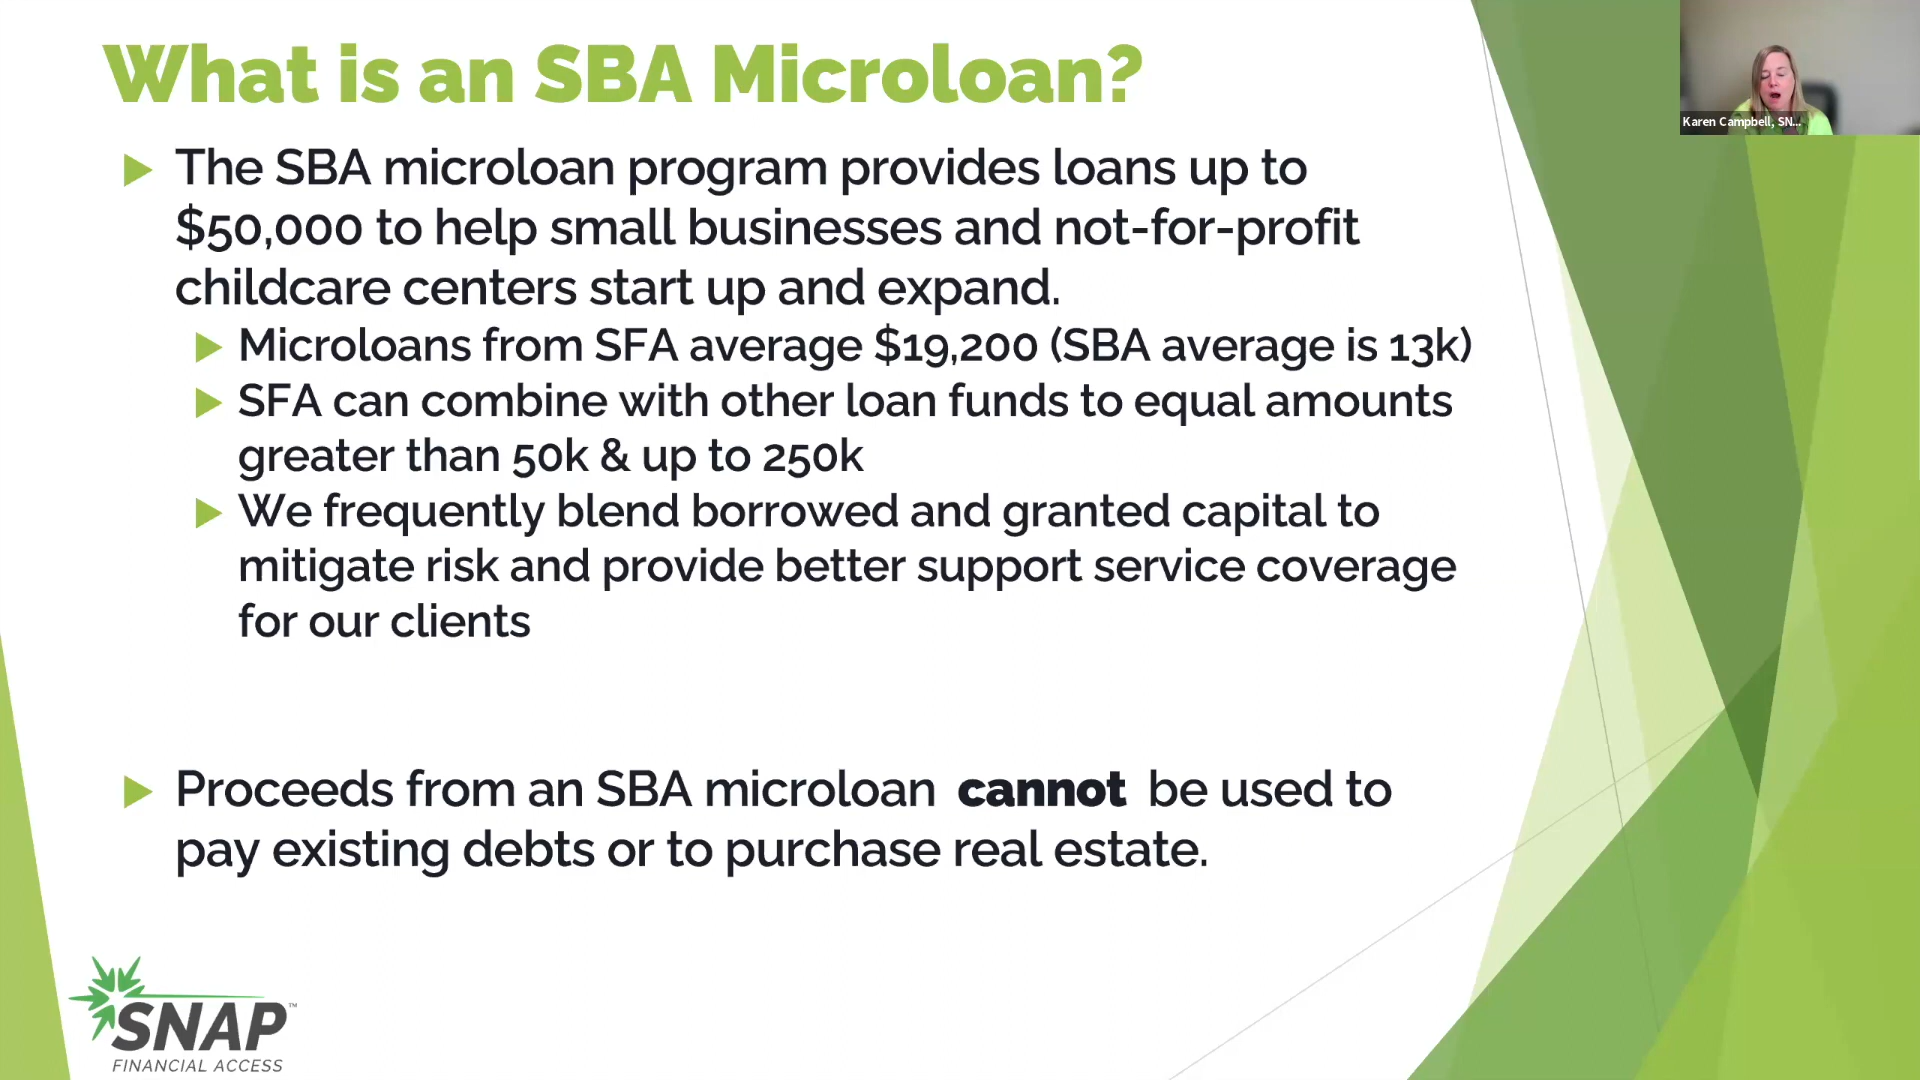 What is an SBA Microloan?
The SBA microloan program provides loans up to
$50,000 to help small businesses and not-for-profit
childcare centers start up and expand.
Microloans from SFA average $19,200 (SBA average is 13k)
SFA can combine with other loan funds to equal amounts
greater than 50k & up to 250k
We frequently blend borrowed and granted capital to
mitigate risk and provide better support service coverage
for our clients
Proceeds from an SBA microloan cannot be used to
pay existing debts or to purchase real estate.
SNAP™
FINANCIAL ACCESS
Karen Campbell, SN...